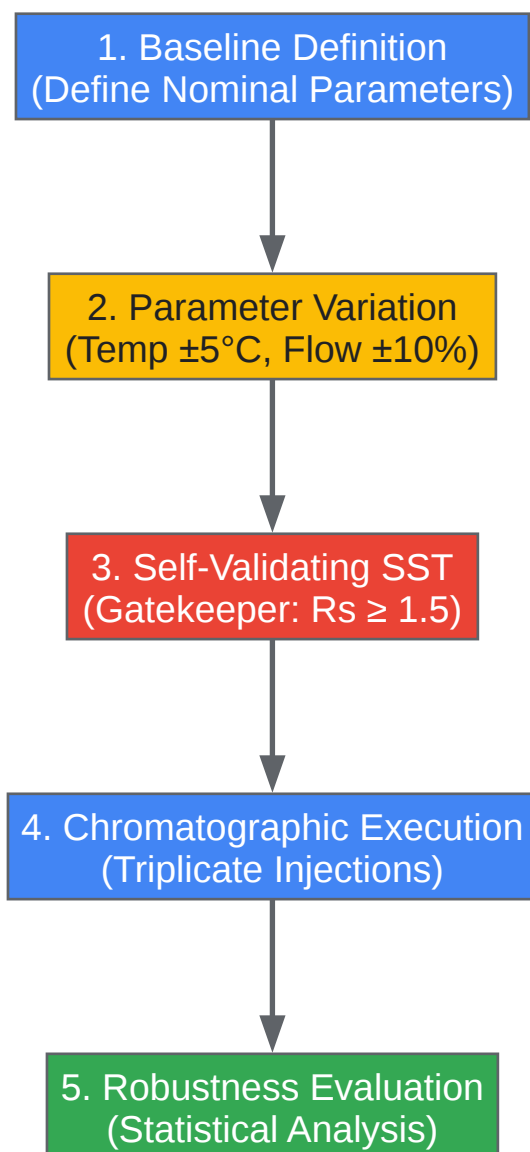 1. Baseline Definition
(Define Nominal Parameters)
2. Parameter Variation
(Temp ±5°C, Flow ±10%)
3. Self-Validating SST
(Gatekeeper: Rs ≥ 1.5)
4. Chromatographic Execution
(Triplicate Injections)
5. Robustness Evaluation
(Statistical Analysis)